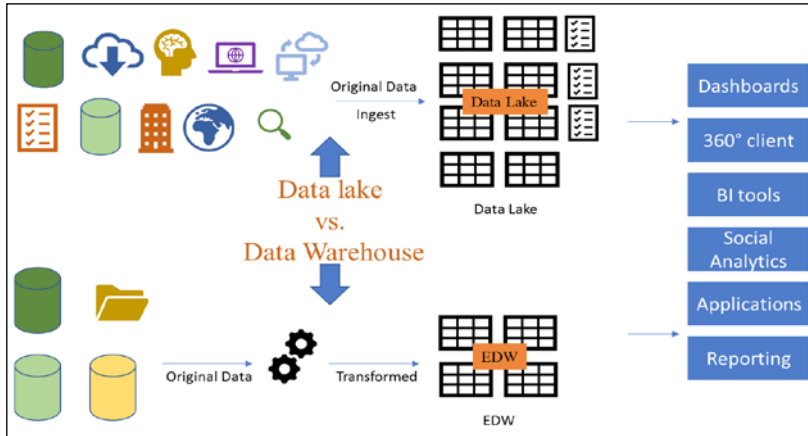 Original Data
Ingest
Data Lake
Data Lake
Data lake
vs.
Data Warehouse
Original Data
Transformed
EDW
EDW
Dashboards
360° client
BI tools
Social
Analytics
Applications
Reporting